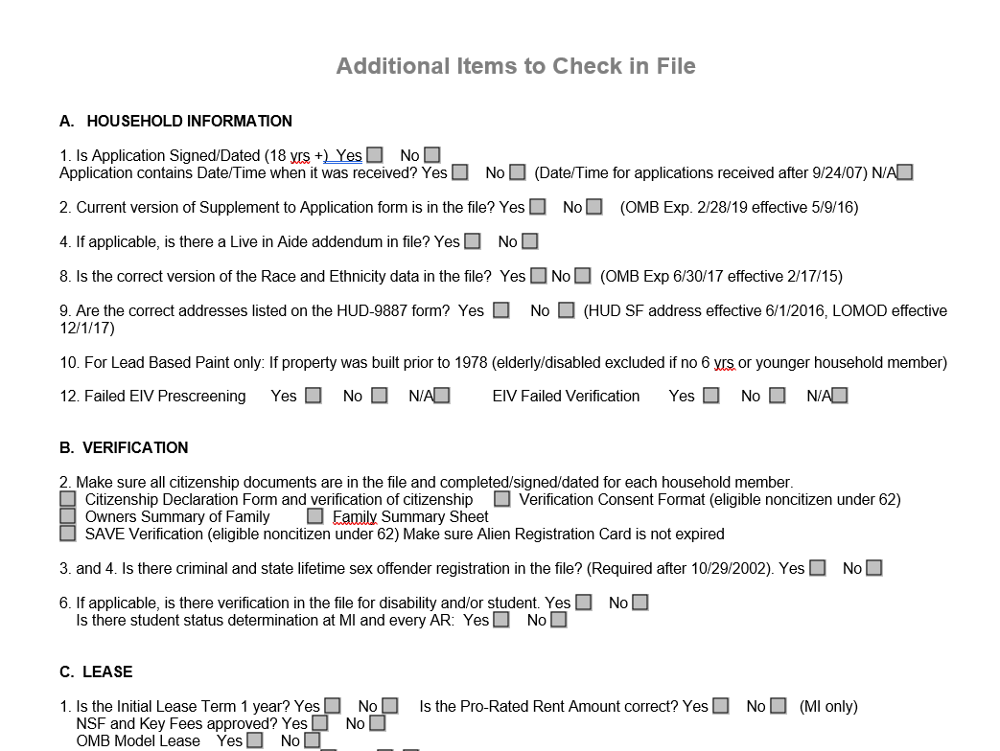 Additional Items to Check in File
A. HOUSEHOLD INFORMATION
1. Is Application Signed/Dated (18 yrs +) Yes No
Application contains Date/Time when it was received? Yes No (Date/Time for applications received after 9/24/07) N/A
2. Current version of Supplement to Application form is in the file? Yes No (OMB Exp. 2/28/19 effective 5/9/16)
4. If applicable, is there a Live in Aide addendum in file? Yes No
8. Is the correct version of the Race and Ethnicity data in the file? Yes No (OMB Exp 6/30/17 effective 2/17/15)
9. Are the correct addresses listed on the HUD-9887 form? Yes No (HUD SF address effective 6/1/2016, LOMOD effective
12/1/17)
10. For Lead Based Paint only: If property was built prior to 1978 (elderly/disabled excluded if no 6 yrs or younger household member)
12. Failed EIV Prescreening Yes No N/A EIV Failed Verification Yes No N/A
B. VERIFICATION
2. Make sure all citizenship documents are in the file and completed/signed/dated for each household member.
Citizenship Declaration Form and verification of citizenship Verification Consent Format (eligible noncitizen under 62)
Owners Summary of Family Family Summary Sheet
SAVE Verification (eligible noncitizen under 62) Make sure Alien Registration Card is not expired
3. and 4. Is there criminal and state lifetime sex offender registration in the file? (Required after 10/29/2002). Yes No
6. If applicable, is there verification in the file for disability and/or student. Yes No
Is there student status determination at MI and every AR: Yes No
C. LEASE
1. Is the Initial Lease Term 1 year? Yes No Is the Pro-Rated Rent Amount correct? Yes No (MI only)
NSF and Key Fees approved? Yes No
OMB Model Lease Yes No